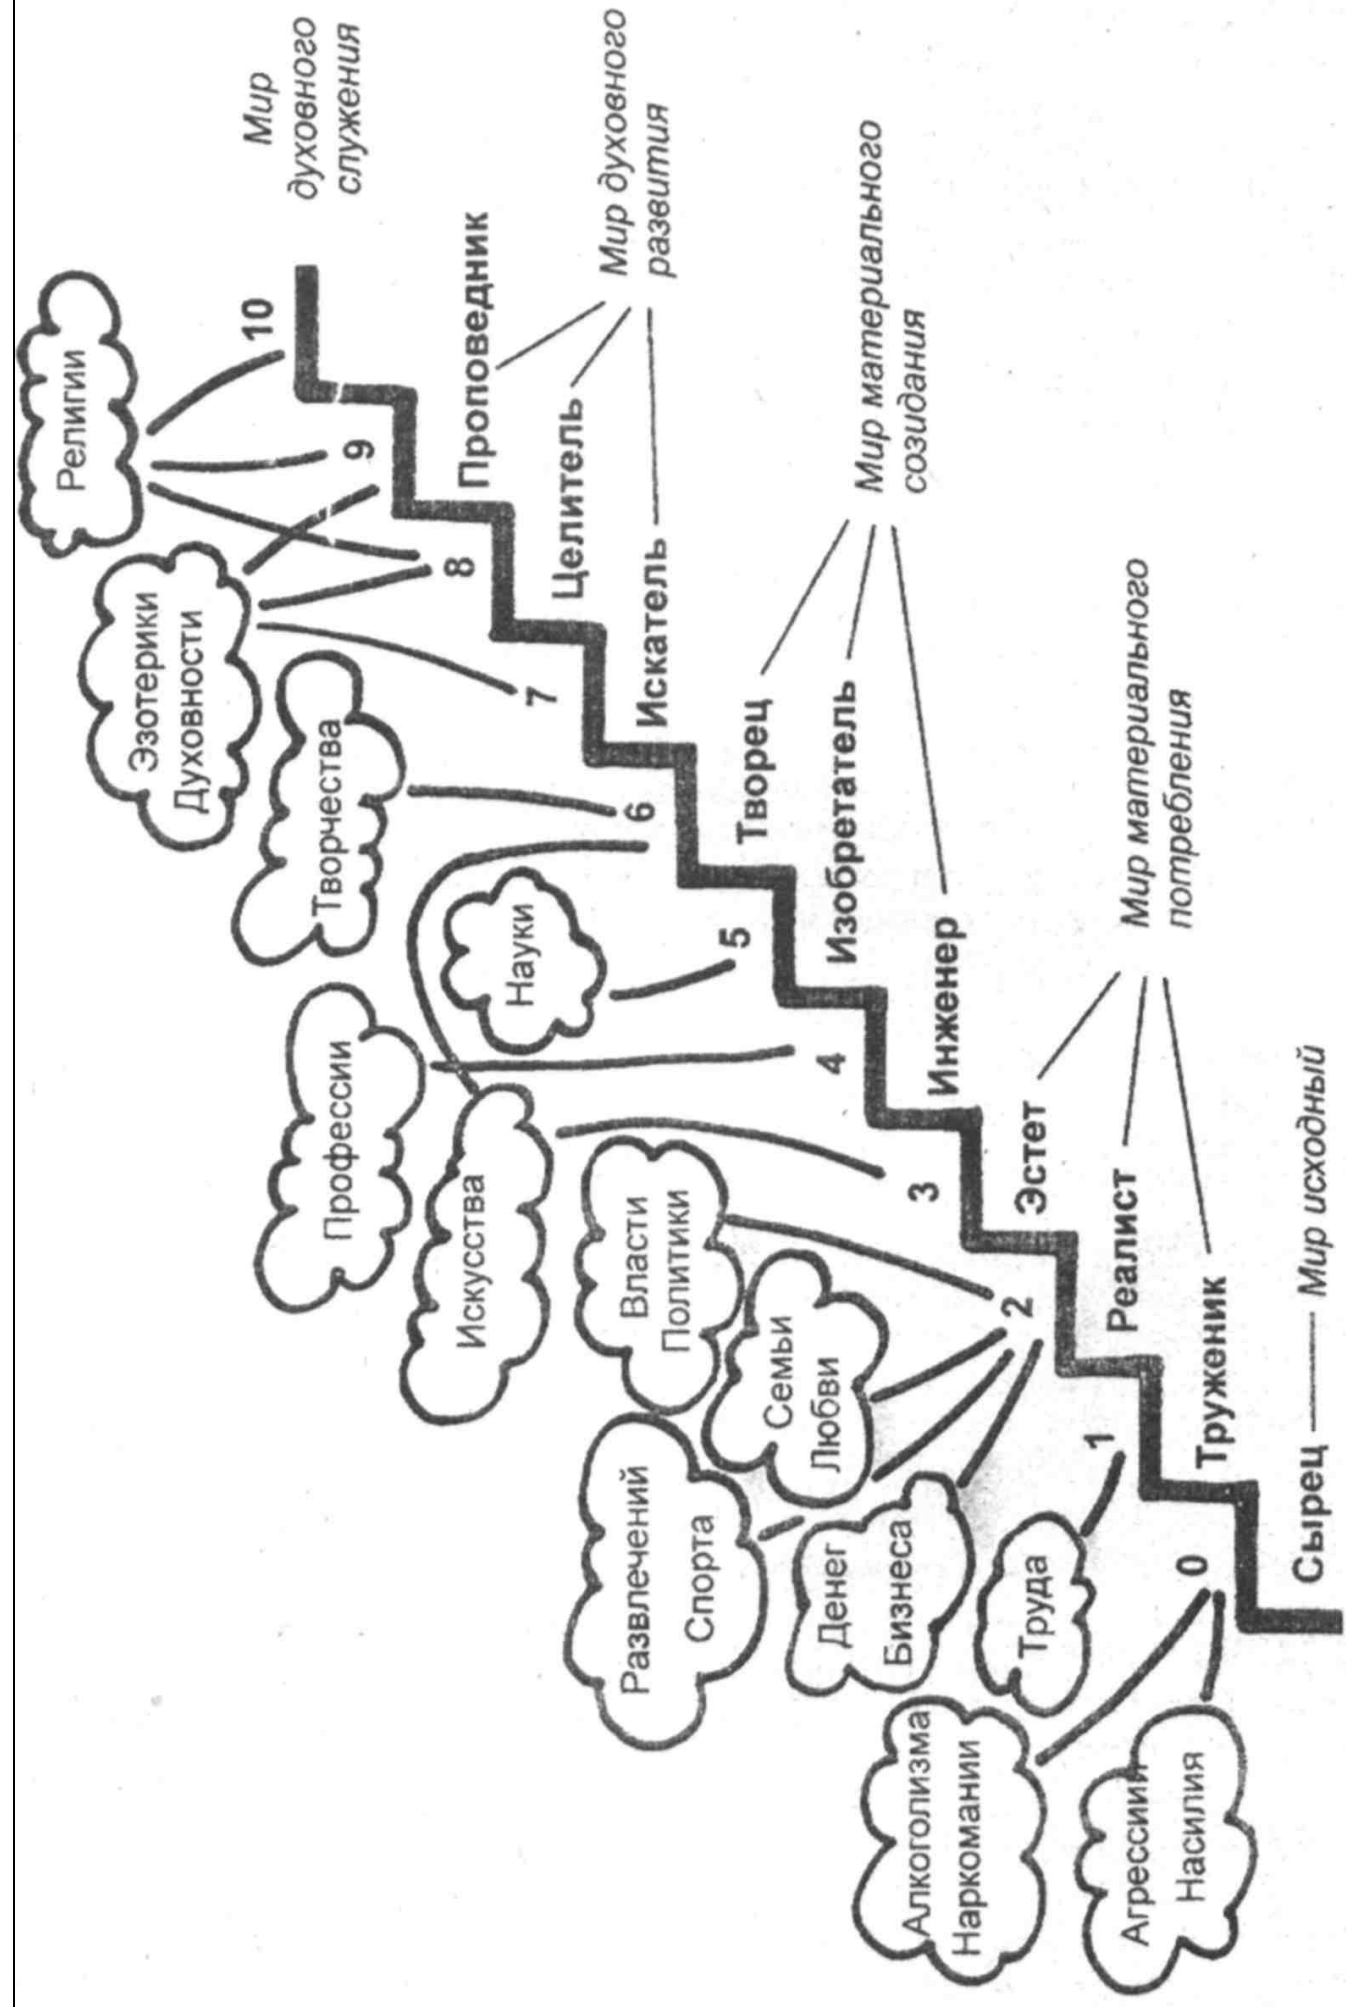 Религии
Эзотерики
Духовности
Творчества
Науки
Профессии
Искусства
Власти
Политики
Семьи
Любви
Развлечений
Спорта
Денег
Бизнеса
Труда
Алкоголизма
Наркомании
Агрессиии
Насилия
10
9
8
7
6
5
4
3
2
1
0
Мир
духовного
служения
Проповедник
Целитель
Искатель
Мир духовного
развития
Творец
Изобретатель
Инженер
Мир материального
созидания
Эстет
Реалист
Труженик
Мир материального
потребления
Сырец
Мир исходный